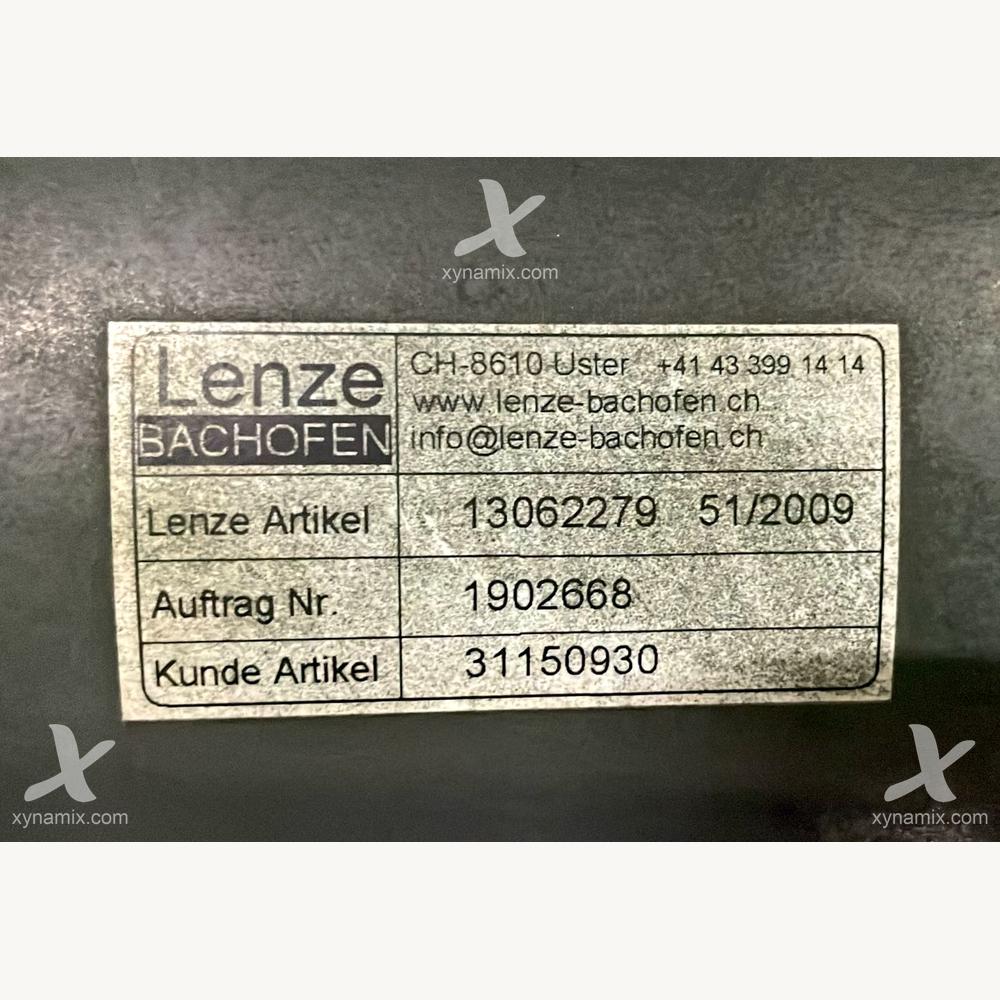 xynamix.com
Lenze
BACHOFEN
CH-8610 Uster +41 43 399 14 14
www.lenze-bachofen.ch
info@lenze-bachofen.ch
Lenze Artikel 13062279 51/2009
Auftrag Nr. 1902668
Kunde Artikel 31150930
xynamix.com
xynamix.com